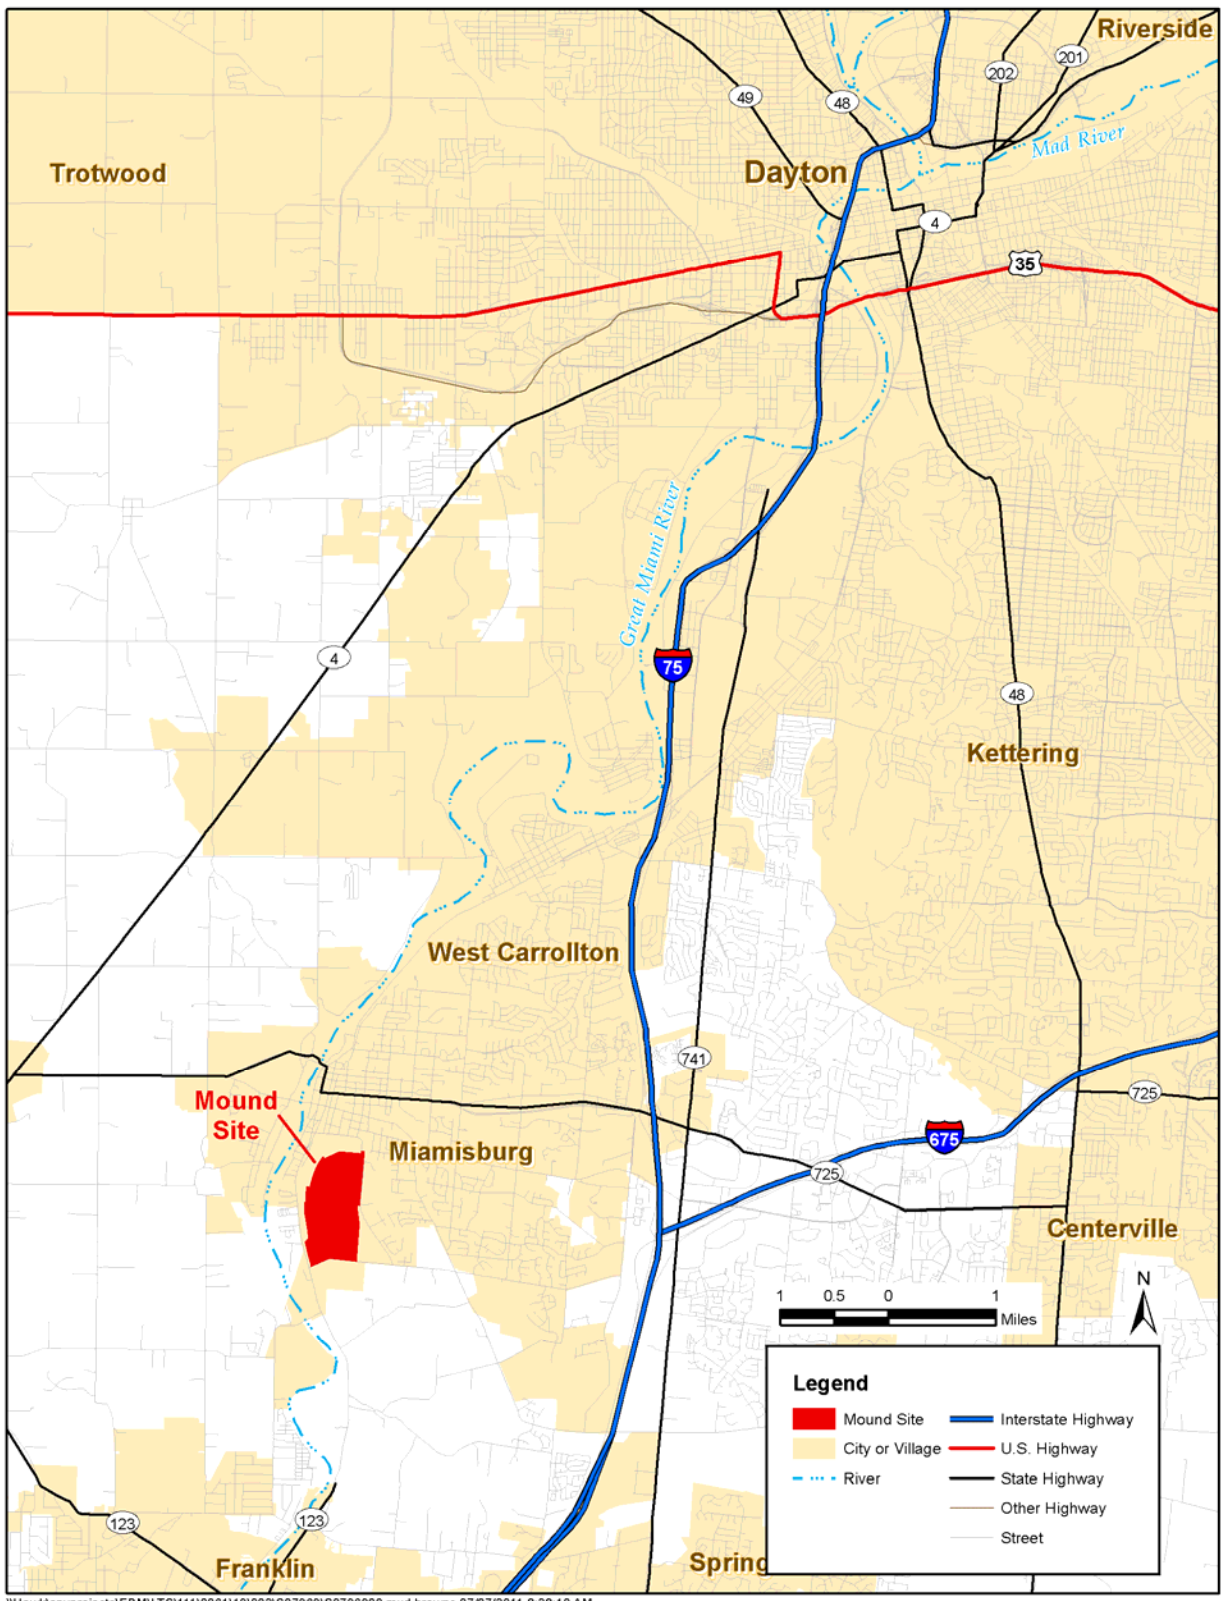 Riverside
201
202
49
48
Mad River
Trotwood
Dayton
4
35
Great Miami River
4
75
48
Kettering
West Carrollton
741
Mound
Site
725
675
Miamisburg
725
Centerville
N
1 0.5 0 1
Miles
Legend
Mound Site
Interstate Highway
City or Village
U.S. Highway
River
State Highway
Other Highway
Street
123
123
Franklin
Spring